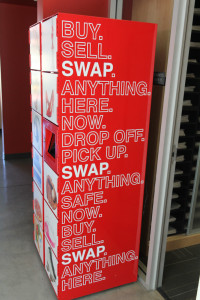 BUY.
SELL.
SWAP.
ANYTHING.
HERE.
NOW.
DROP OFF.
PICK UP.
SWAP.
ANYTHING.
SAFE.
NOW.
BUY.
SELL.
SWAP.
ANYTHING.
HERE.